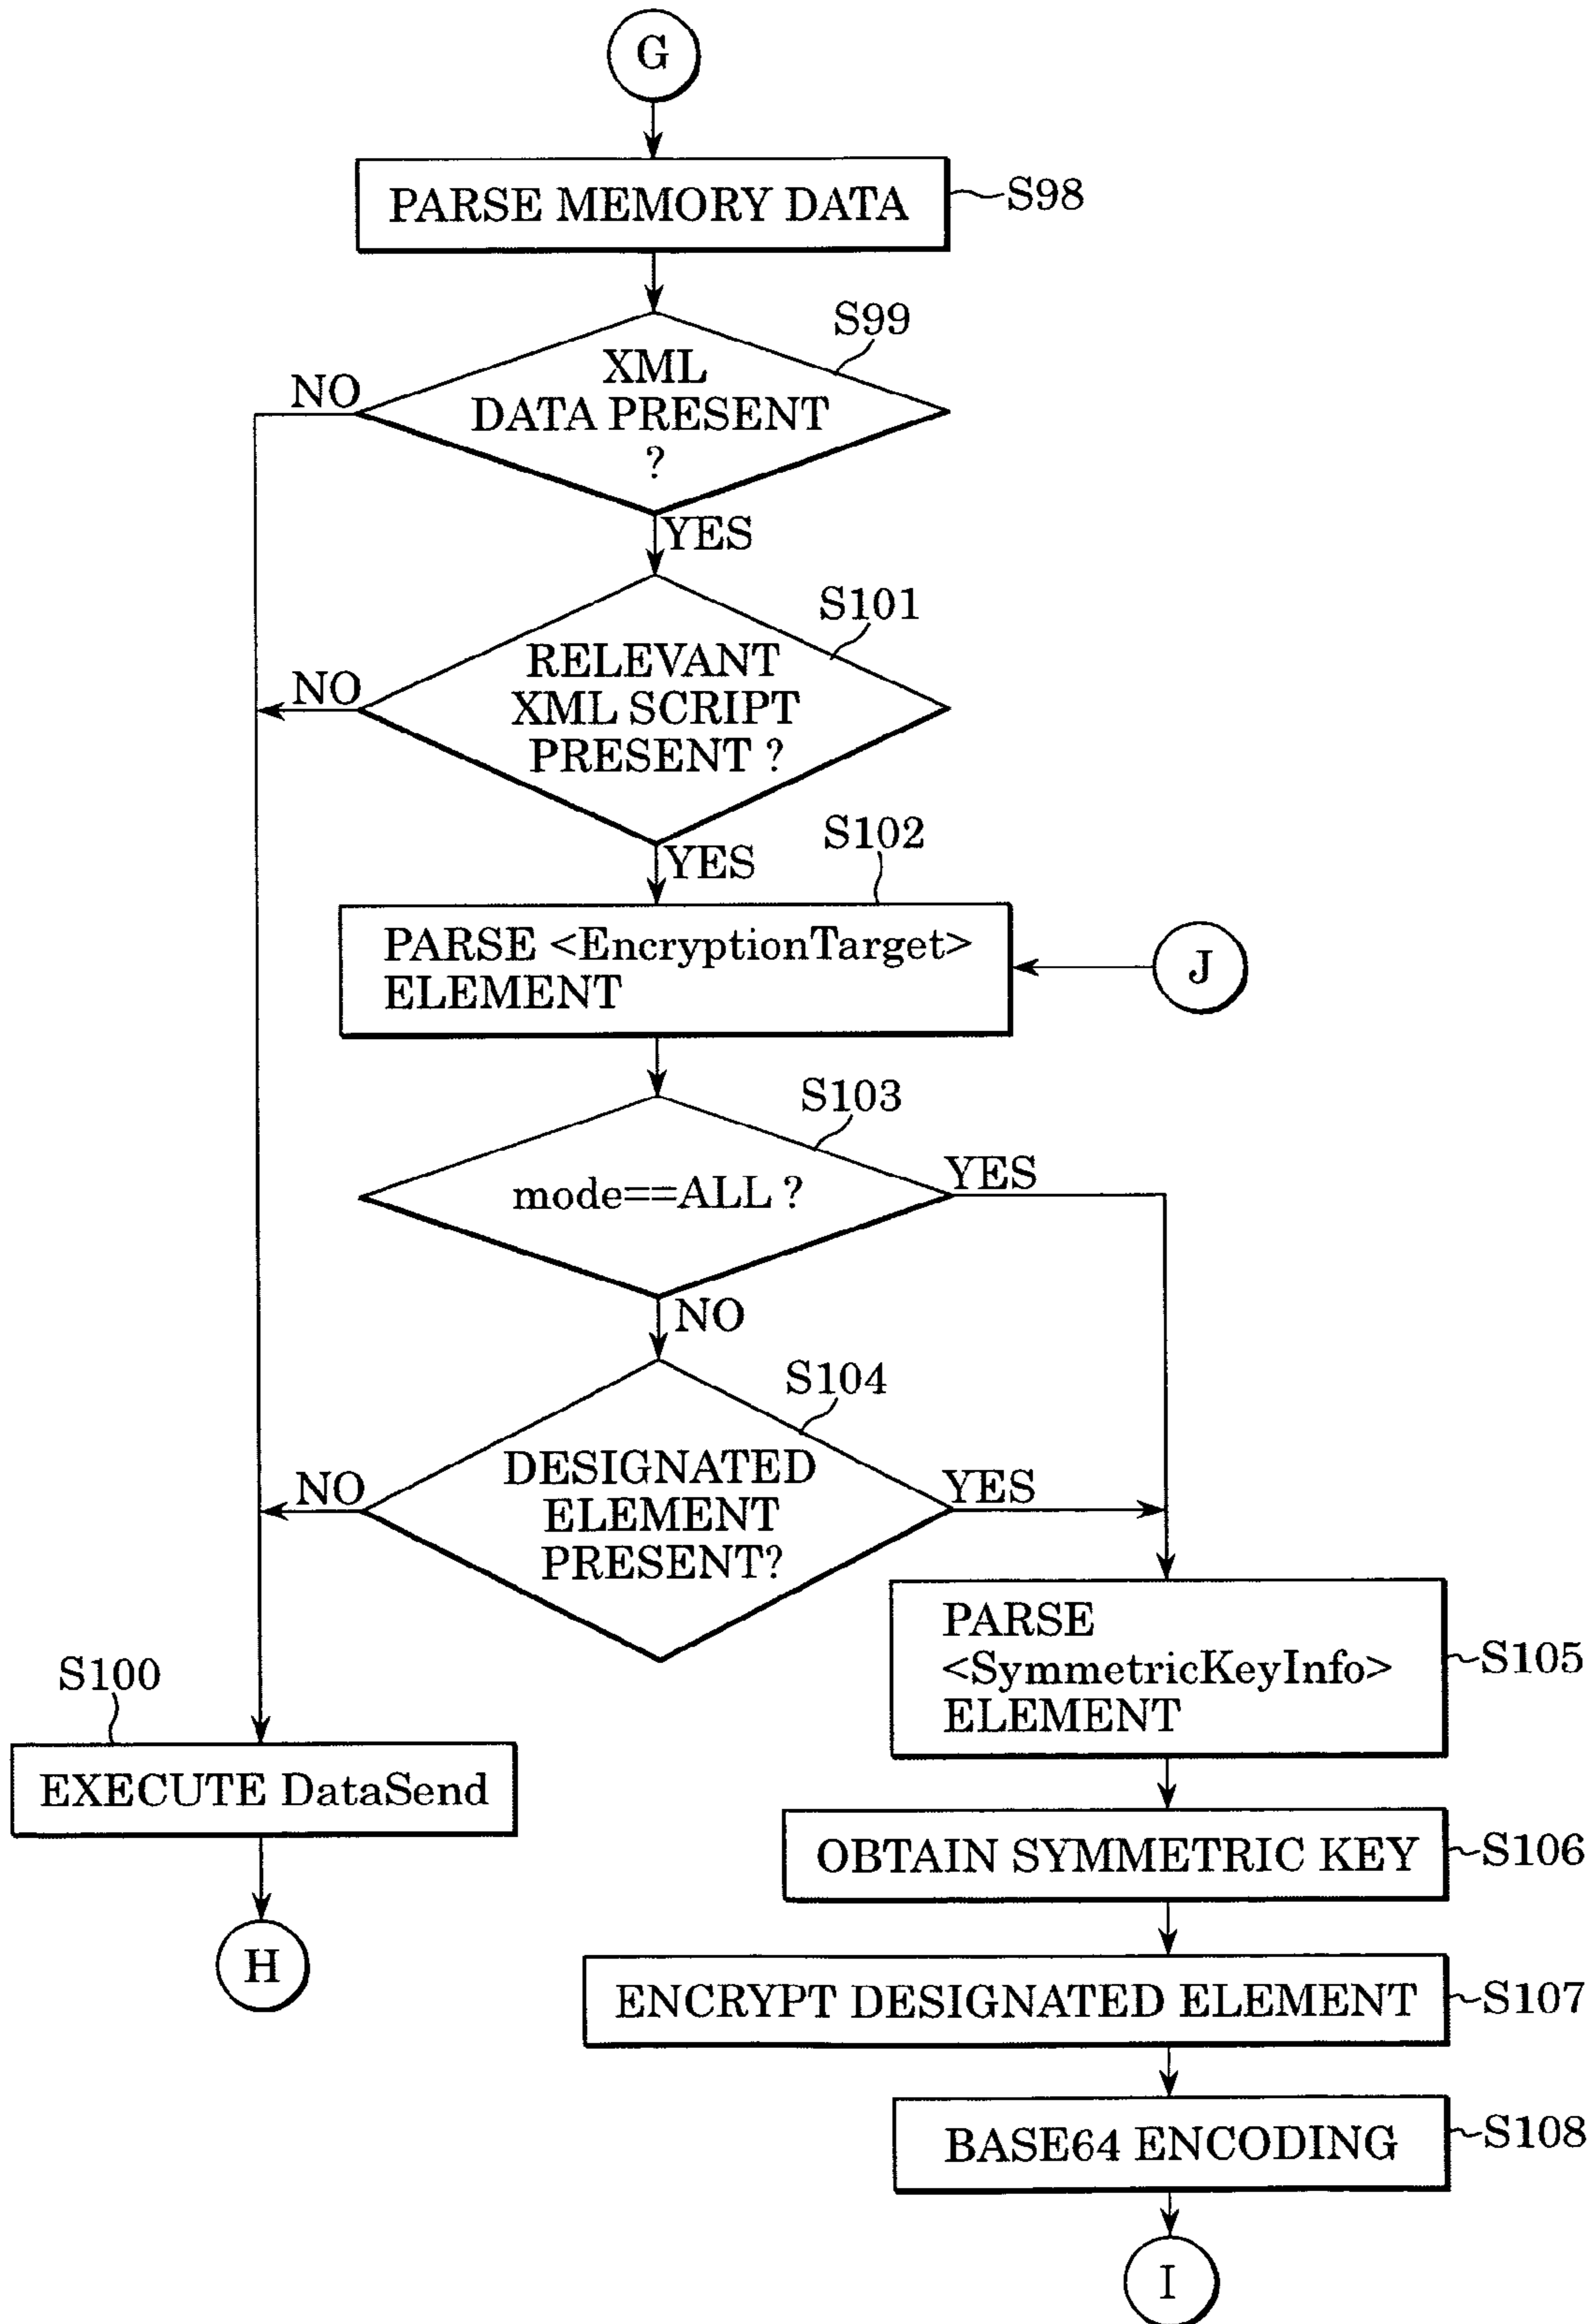 G
PARSE MEMORY DATA
S98
S99
XML
DATA PRESENT
?
NO
YES
S101
RELEVANT
XML SCRIPT
PRESENT ?
NO
YES
S102
PARSE <EncryptionTarget>
ELEMENT
J
S103
mode==ALL ?
YES
NO
S104
DESIGNATED
ELEMENT
PRESENT?
NO
YES
PARSE
<SymmetricKeyInfo>
ELEMENT
S105
S100
EXECUTE DataSend
OBTAIN SYMMETRIC KEY
S106
H
ENCRYPT DESIGNATED ELEMENT
S107
BASE64 ENCODING
S108
I